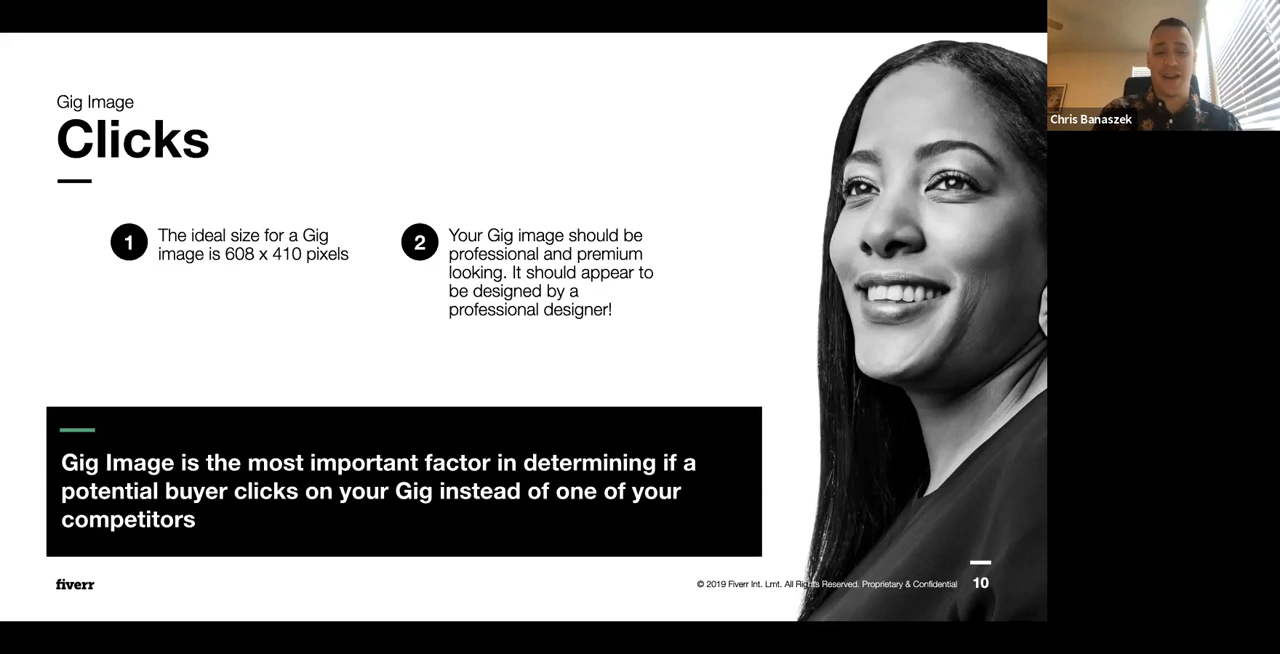 Gig Image
Clicks
1
The ideal size for a Gig
image is 608 x 410 pixels
2
Your Gig image should be
professional and premium
looking. It should appear to
be designed by a
professional designer!
Gig Image is the most important factor in determining if a
potential buyer clicks on your Gig instead of one of your
competitors
fiverr
© 2019 Fiverr Int. Lmt. All Rights Reserved. Proprietary & Confidential
10
Chris Banaszek